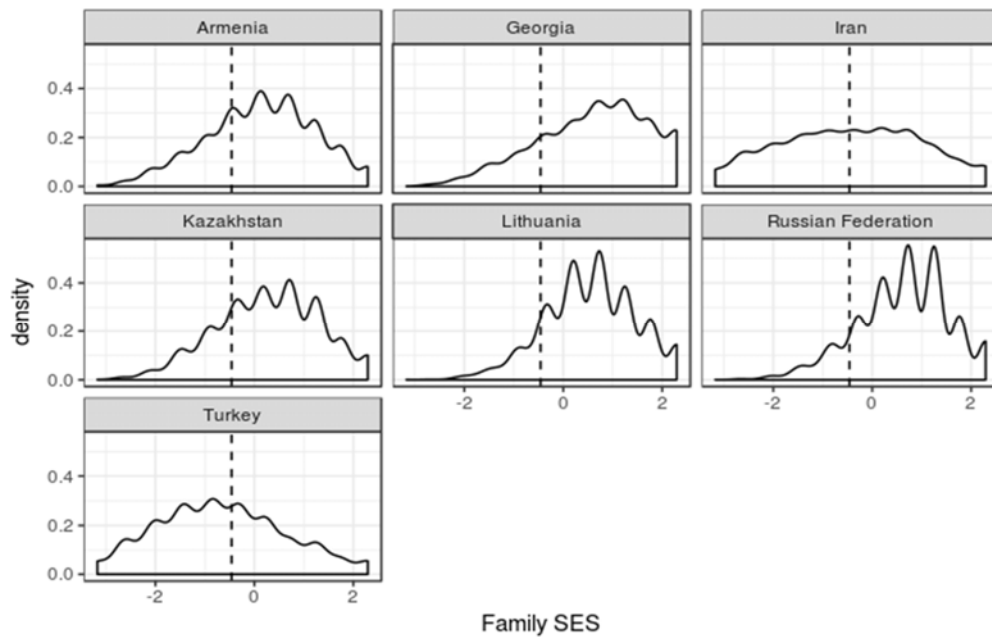 Armenia Georgia Iran
0.4
0.2
0.0
Kazakhstan Lithuania Russian Federation
0.4
0.2
0.0
-2 0 2 -2 0 2
Turkey
0.4
0.2
0.0
-2 0 2
density
Family SES